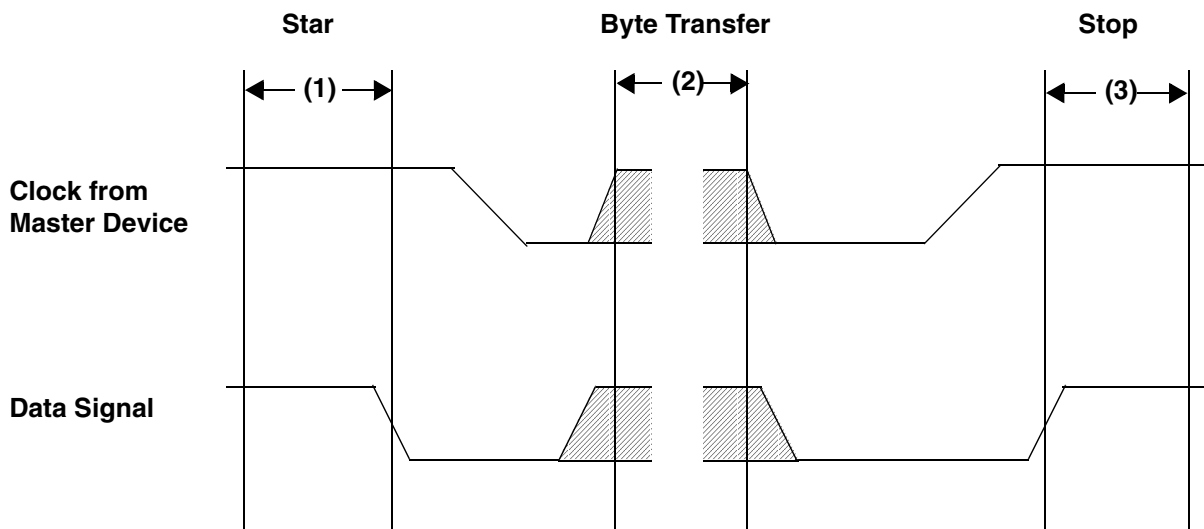 Star
Byte Transfer
Stop
(1)
(2)
(3)
Clock from
Master Device
Data Signal